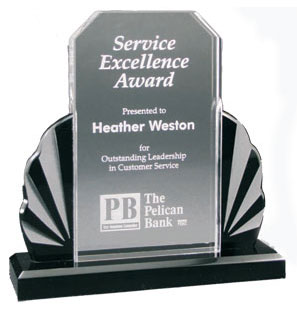 Service
Excellence
Award
Presented to
Heather Weston
for
Outstanding Leadership
in Customer Service
PB
The
Pelican
Bank